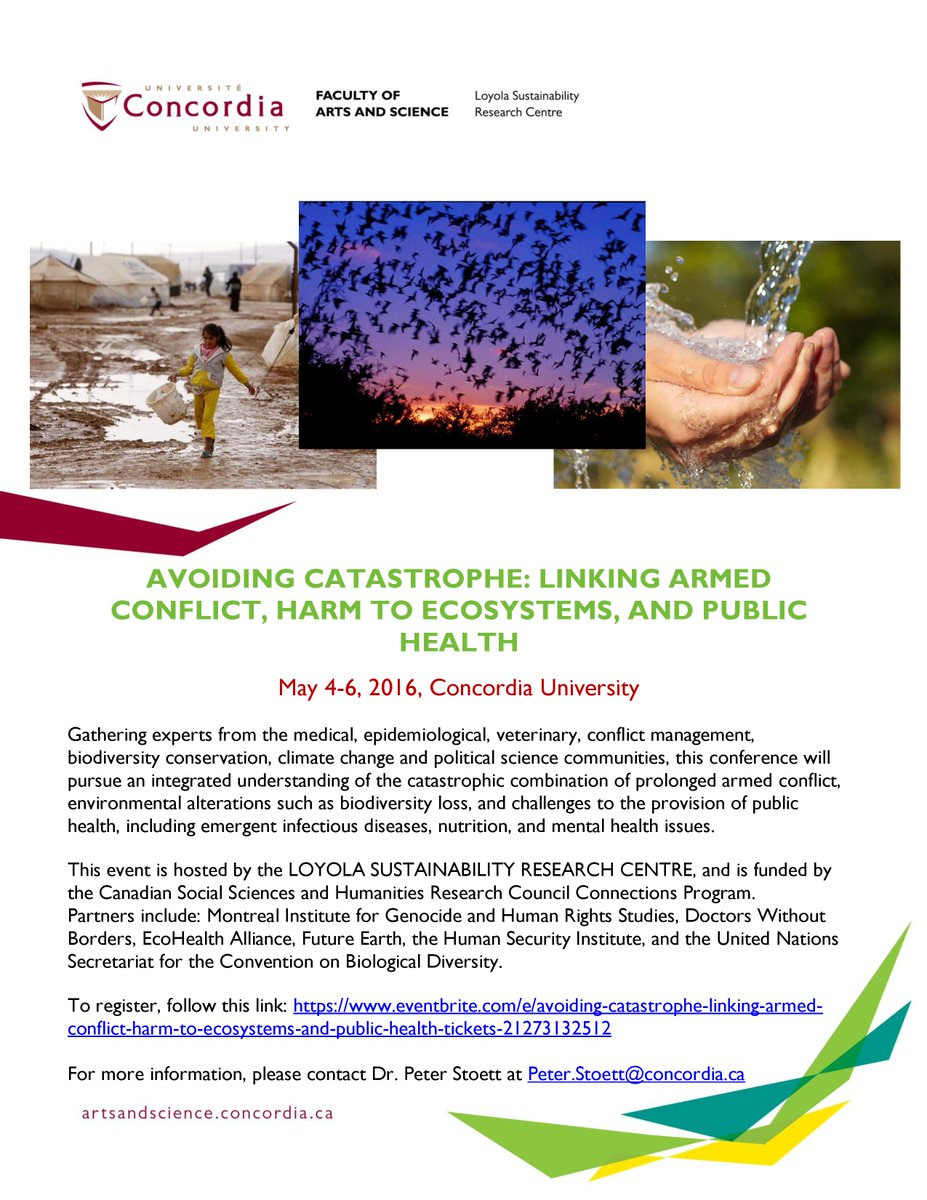 UNIVERSITÉ
Concordia
UNIVERSITY
FACULTY OF
ARTS AND SCIENCE
Loyola Sustainability
Research Centre
AVOIDING CATASTROPHE: LINKING ARMED
CONFLICT, HARM TO ECOSYSTEMS, AND PUBLIC
HEALTH
May 4-6, 2016, Concordia University
Gathering experts from the medical, epidemiological, veterinary, conflict management,
biodiversity conservation, climate change and political science communities, this conference will
pursue an integrated understanding of the catastrophic combination of prolonged armed conflict,
environmental alterations such as biodiversity loss, and challenges to the provision of public
health, including emergent infectious diseases, nutrition, and mental health issues.
This event is hosted by the LOYOLA SUSTAINABILITY RESEARCH CENTRE, and is funded by
the Canadian Social Sciences and Humanities Research Council Connections Program.
Partners include: Montreal Institute for Genocide and Human Rights Studies, Doctors Without
Borders, EcoHealth Alliance, Future Earth, the Human Security Institute, and the United Nations
Secretariat for the Convention on Biological Diversity.
To register, follow this link: https://www.eventbrite.com/e/avoiding-catastrophe-linking-armed-
conflict-harm-to-ecosystems-and-public-health-tickets-21273132512
For more information, please contact Dr. Peter Stoett at Peter.Stoett@concordia.ca
artsandscience.concordia.ca